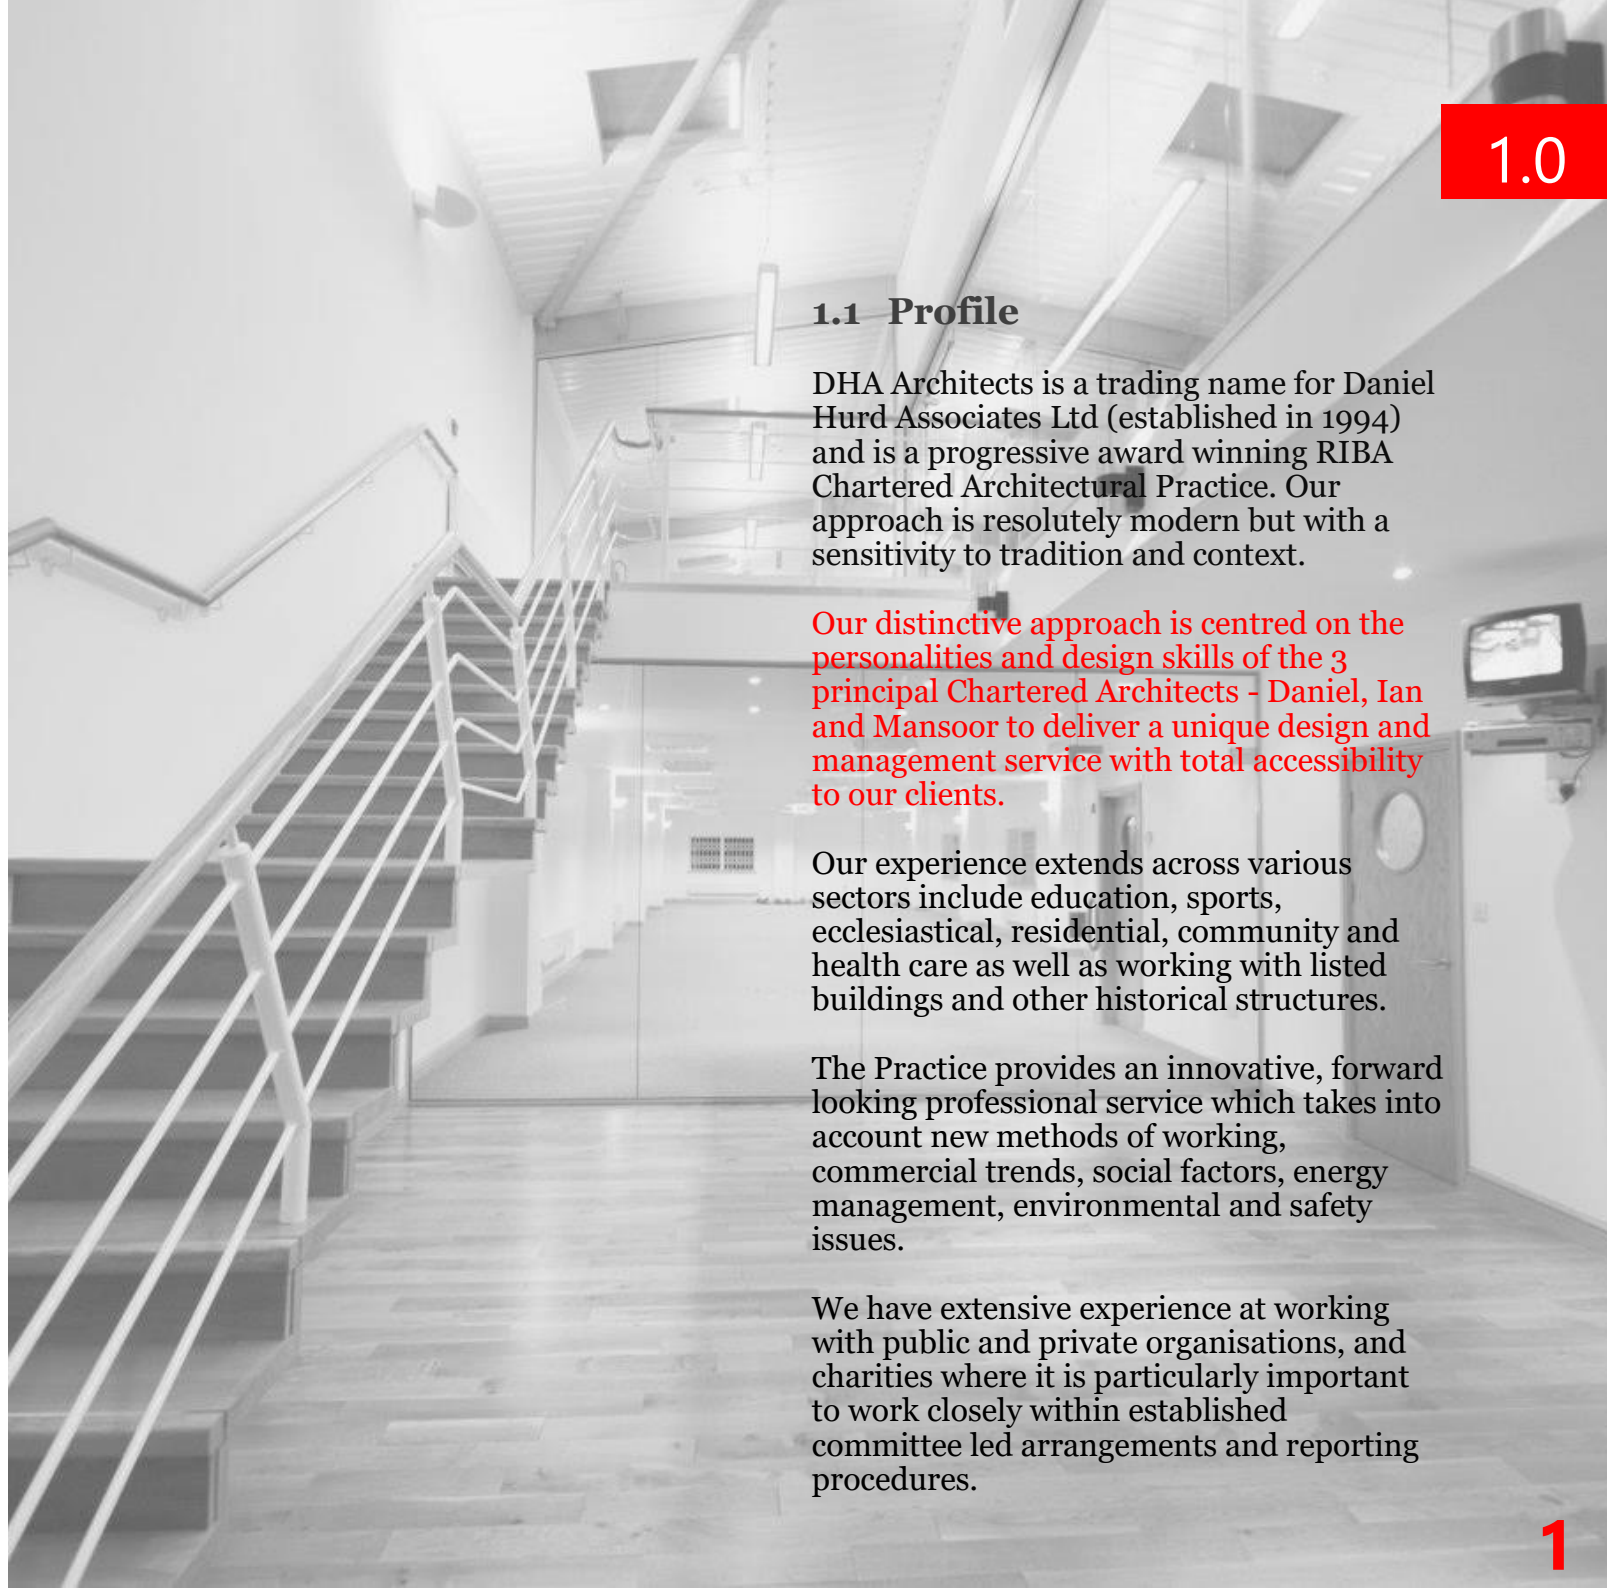 1.0
1.1 Profile
DHA Architects is a trading name for Daniel
Hurd Associates Ltd (established in 1994)
and is a progressive award winning RIBA
Chartered Architectural Practice. Our
approach is resolutely modern but with a
sensitivity to tradition and context.
Our distinctive approach is centred on the
personalities and design skills of the 3
principal Chartered Architects - Daniel, Ian
and Mansoor to deliver a unique design and
management service with total accessibility
to our clients.
Our experience extends across various
sectors include education, sports,
ecclesiastical, residential, community and
health care as well as working with listed
buildings and other historical structures.
The Practice provides an innovative, forward
looking professional service which takes into
account new methods of working,
commercial trends, social factors, energy
management, environmental and safety
issues.
We have extensive experience at working
with public and private organisations, and
charities where it is particularly important
to work closely within established
committee led arrangements and reporting
procedures.
1